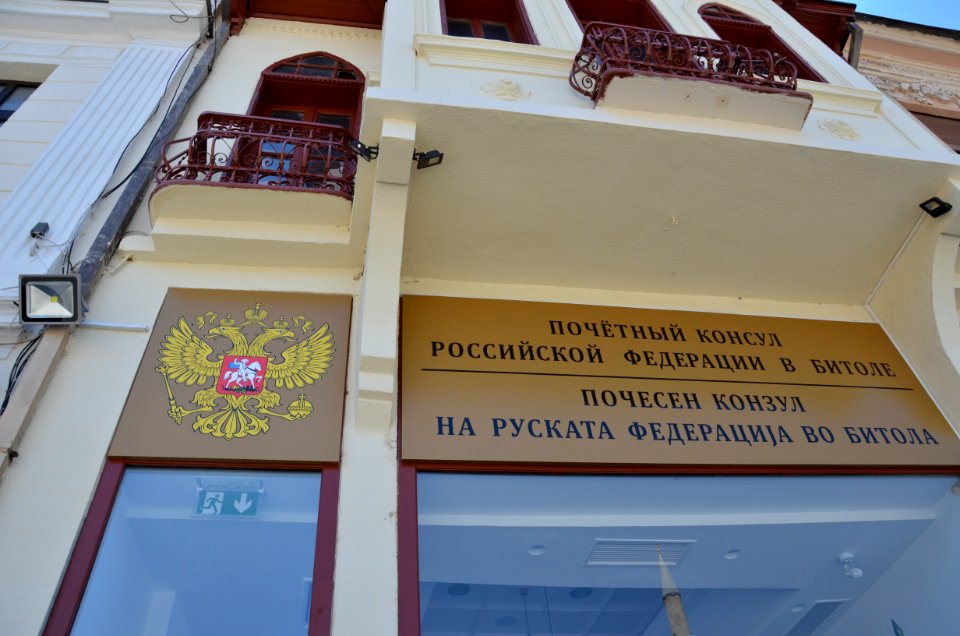 ПОЧЁТНЫЙ КОНСУЛ
РОССИЙСКОЙ ФЕДЕРАЦИИ В БИТОЛЕ
ПОЧЕСЕН КОНЗУЛ
НА РУСКАТА ФЕДЕРАЦИЈА ВО БИТОЛА